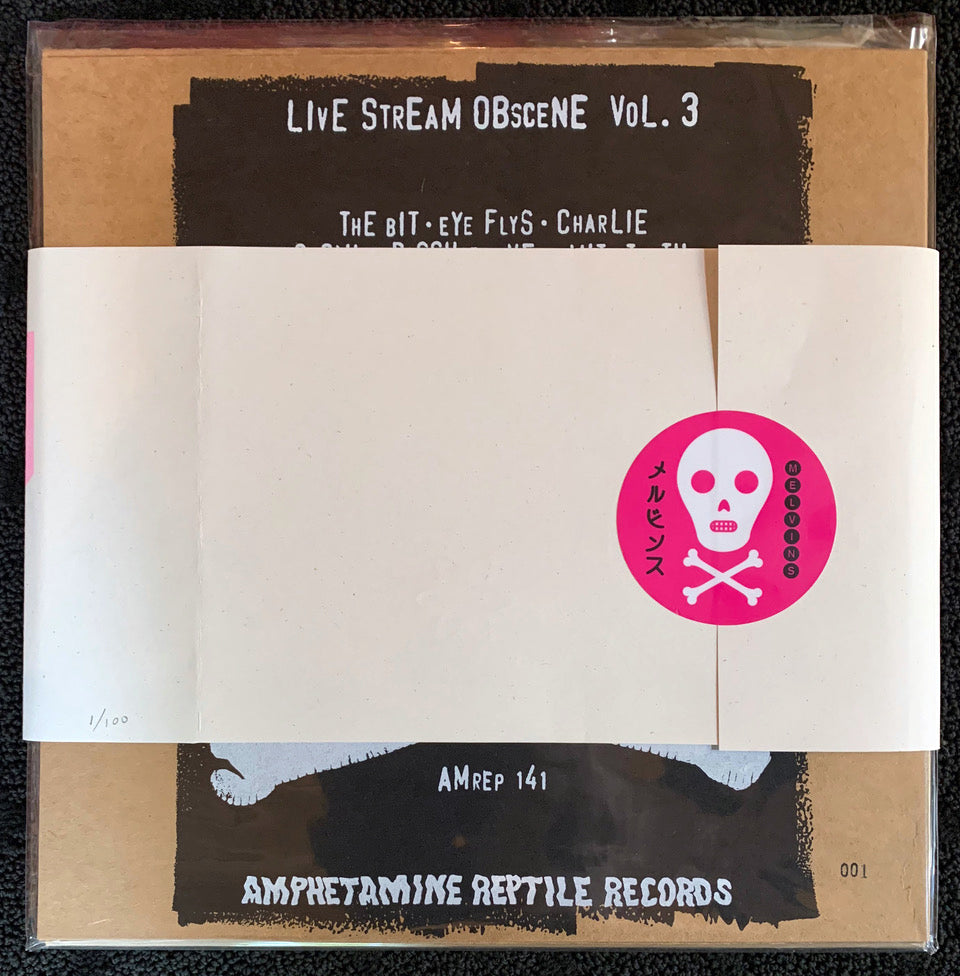 LIvE StrEAM OBscENE VoL. 3
THE bIT • EYe FLYS • CHarLIE
メルビンス
MELVINS
1/100
AMREP 141
001
AMPHETAMINE REPTILE RECORDS